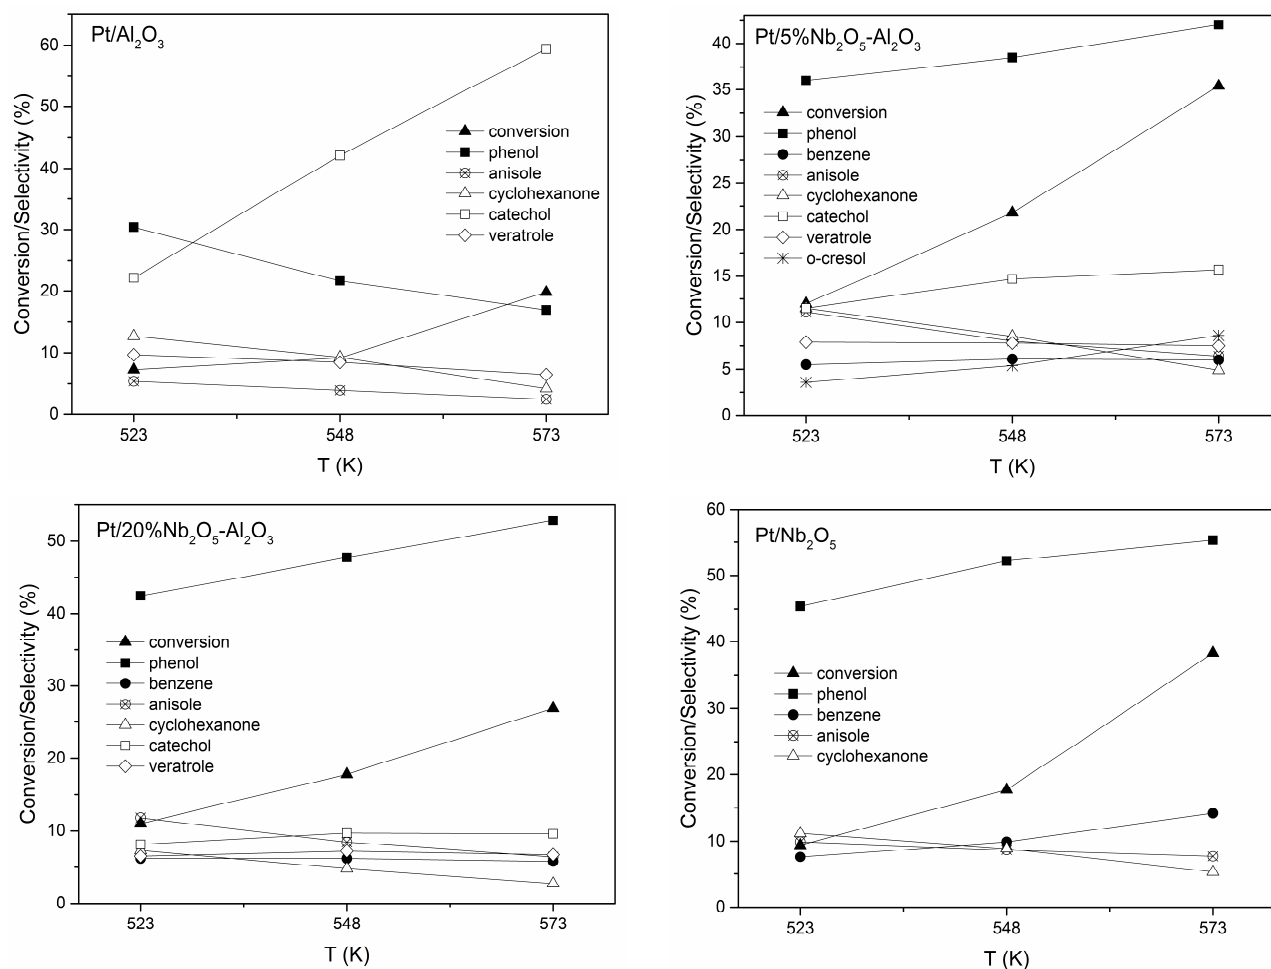 Pt/Al₂O₃
Conversion/Selectivity (%)
60
50
40
30
20
10
0
conversion
phenol
anisole
cyclohexanone
catechol
veratrole
523
548
573
T (K)
Pt/5%Nb₂O₅-Al₂O₃
Conversion/Selectivity (%)
40
35
30
25
20
15
10
5
0
conversion
phenol
benzene
anisole
cyclohexanone
catechol
veratrole
o-cresol
523
548
573
T (K)
Pt/20%Nb₂O₅-Al₂O₃
Conversion/Selectivity (%)
50
40
30
20
10
0
conversion
phenol
benzene
anisole
cyclohexanone
catechol
veratrole
523
548
573
T (K)
Pt/Nb₂O₅
Conversion/Selectivity (%)
60
50
40
30
20
10
0
conversion
phenol
benzene
anisole
cyclohexanone
523
548
573
T (K)